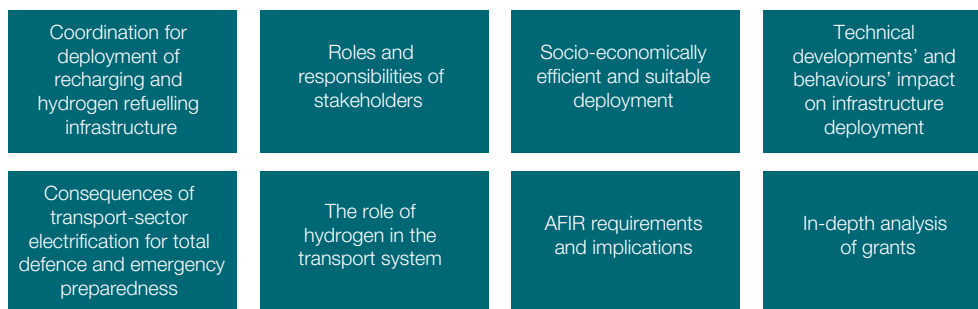 Coordination for
deployment of
recharging and
hydrogen refuelling
infrastructure
Roles and
responsibilities of
stakeholders
Socio-economically
efficient and suitable
deployment
Technical
developments’ and
behaviours’ impact
on infrastructure
deployment
Consequences of
transport-sector
electrification for total
defence and emergency
preparedness
The role of
hydrogen in the
transport system
AFIR requirements
and implications
In-depth analysis
of grants